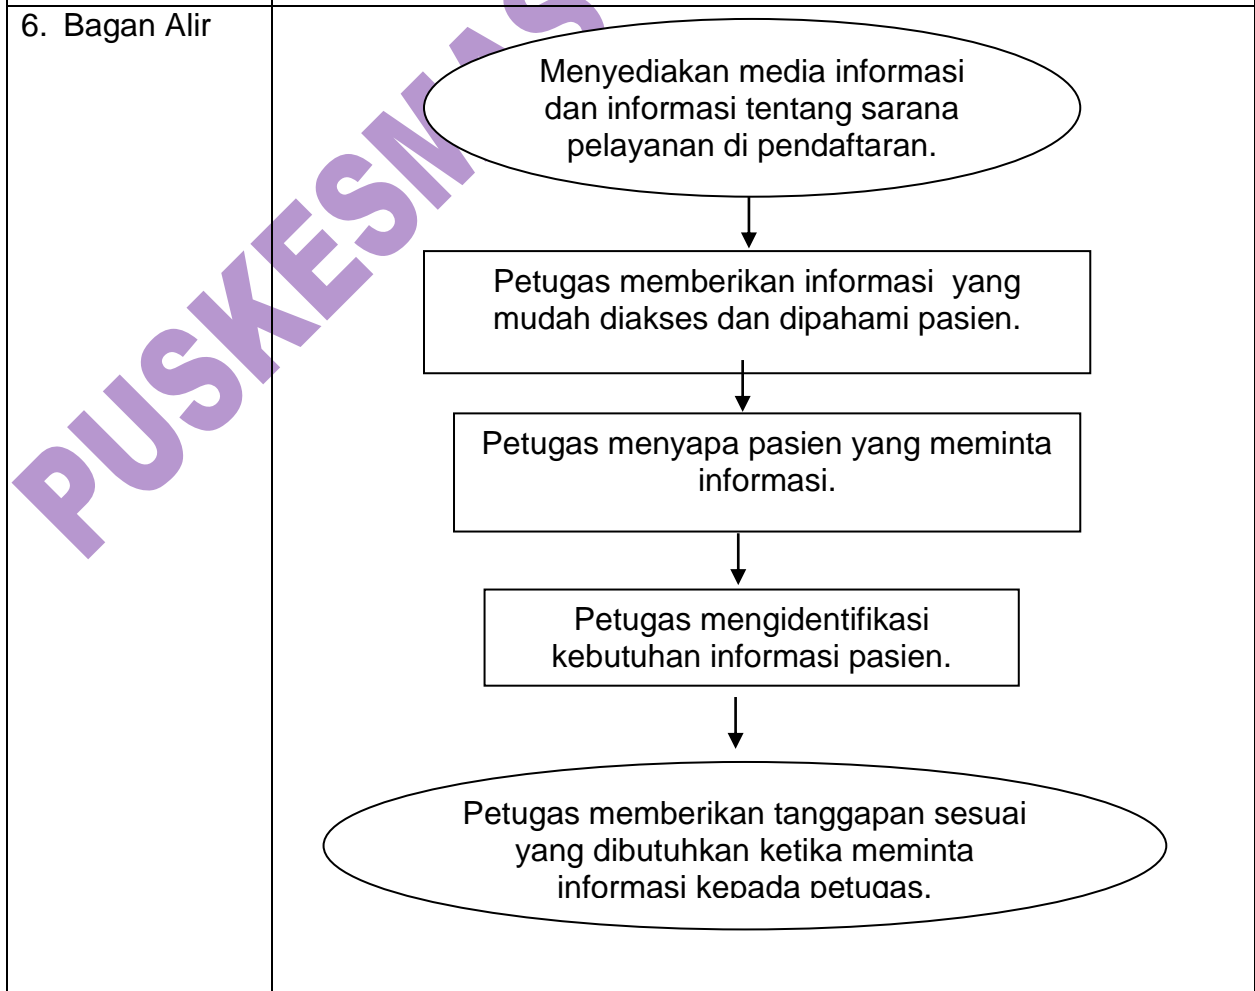 6. Bagan Alir
Menyediakan media informasi
dan informasi tentang sarana
pelayanan di pendaftaran.
Petugas memberikan informasi yang
mudah diakses dan dipahami pasien.
Petugas menyapa pasien yang meminta
informasi.
Petugas mengidentifikasi
kebutuhan informasi pasien.
Petugas memberikan tanggapan sesuai
yang dibutuhkan ketika meminta
informasi kepada petugas.
PUSKESMAS